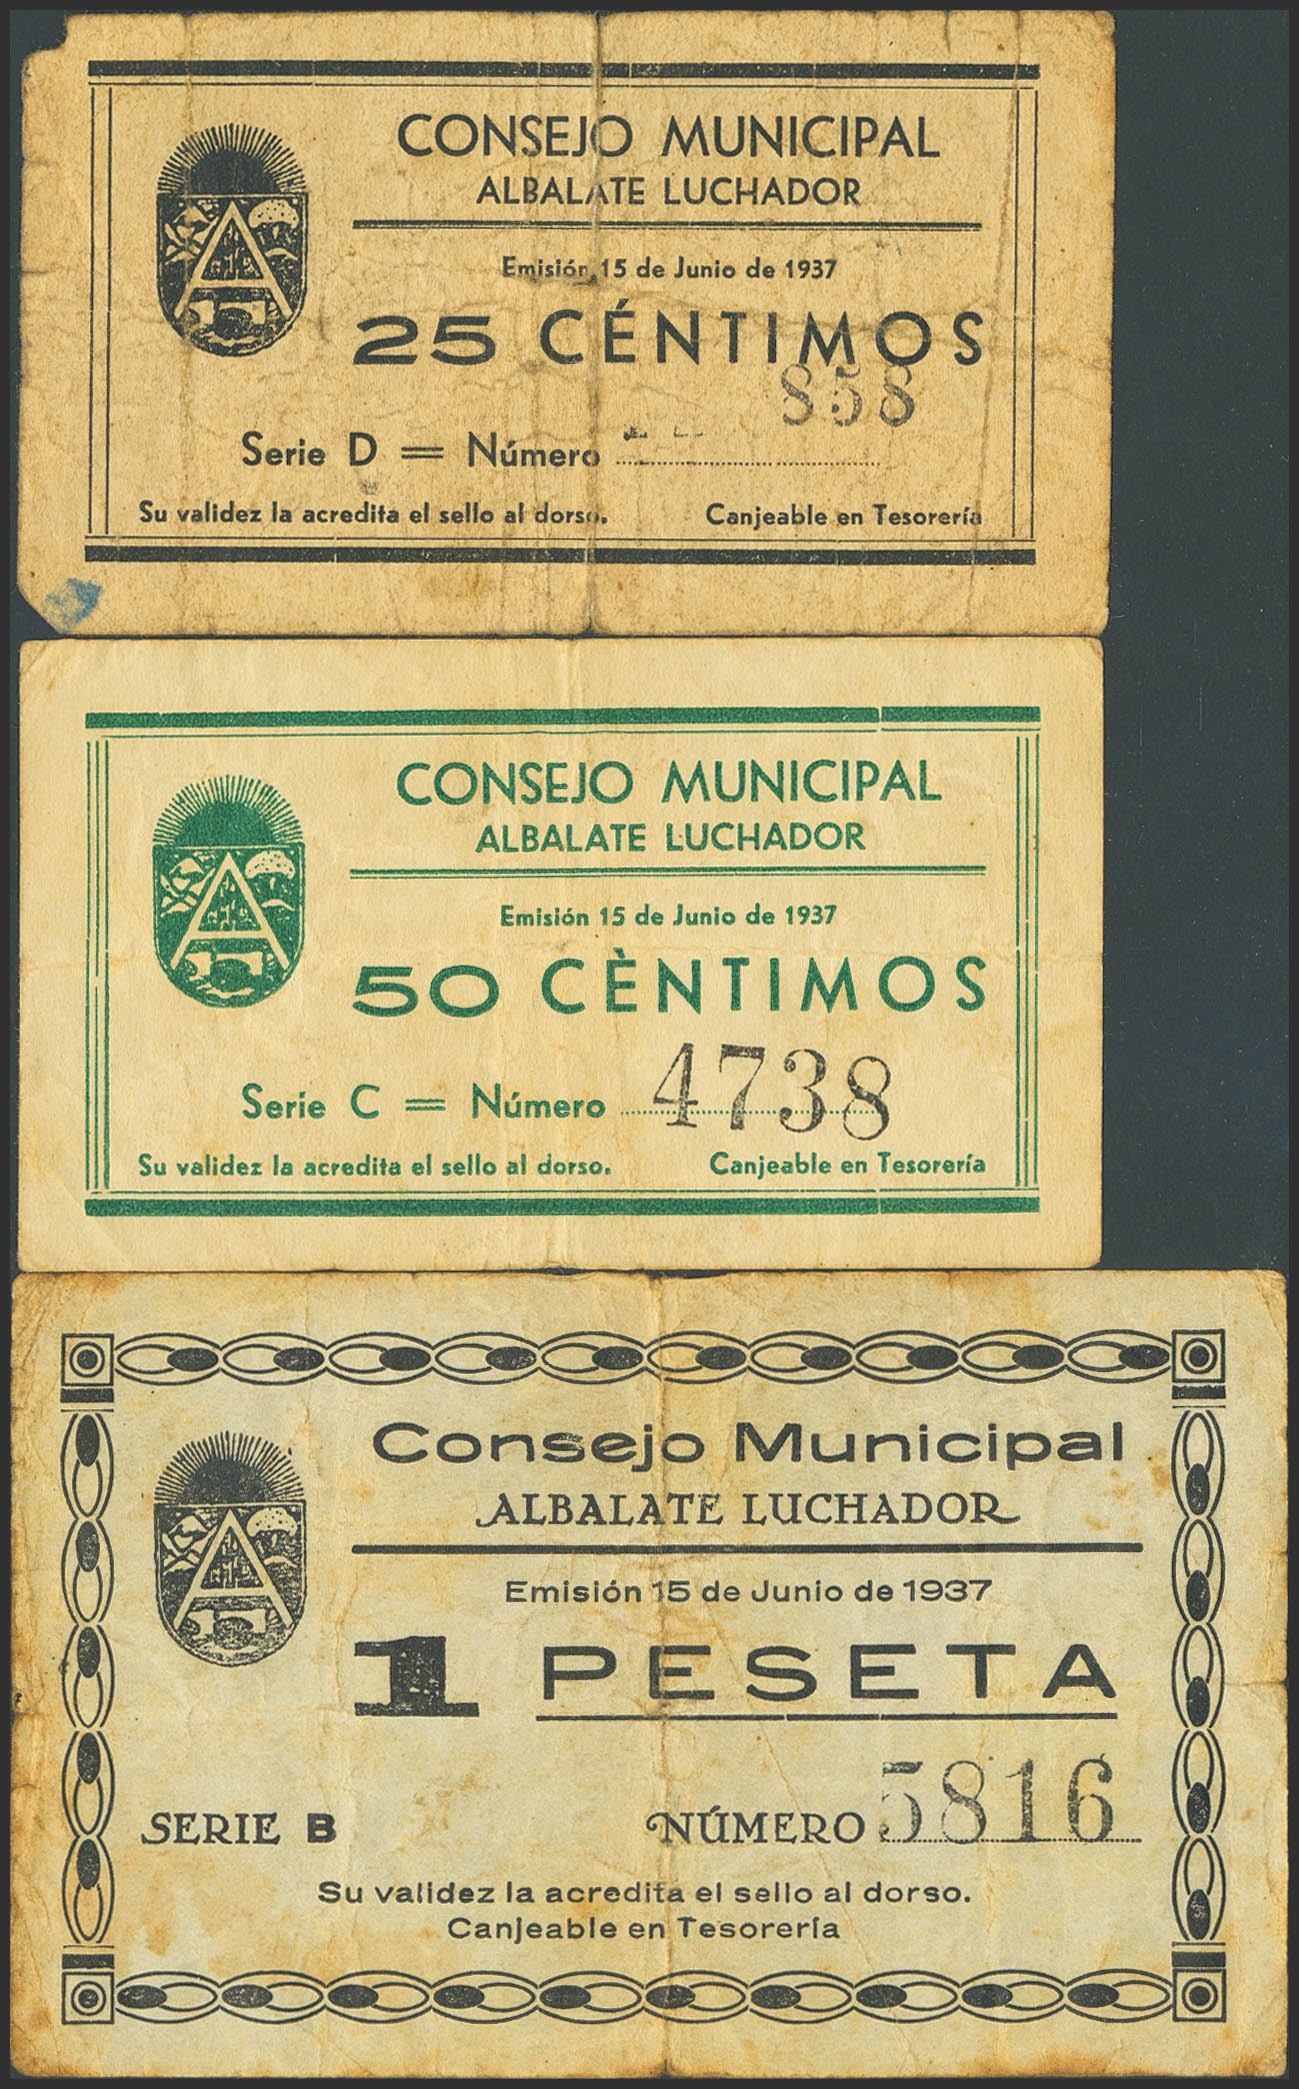 CONSEJO MUNICIPAL
ALBALATE LUCHADOR
Emisión 15 de Junio de 1937
25 CÉNTIMOS
858
Serie D = Número
Su validez la acredita el sello al dorso. Canjeable en Tesorería
CONSEJO MUNICIPAL
ALBALATE LUCHADOR
Emisión 15 de Junio de 1937
50 CÈNTIMOS
Serie C = Número 4738
Su validez la acredita el sello al dorso. Canjeable en Tesorería
Consejo Municipal
ALBALATE LUCHADOR
Emisión 15 de Junio de 1937
1 PESETA
SERIE B NÚMERO 5816
Su validez la acredita el sello al dorso.
Canjeable en Tesorería